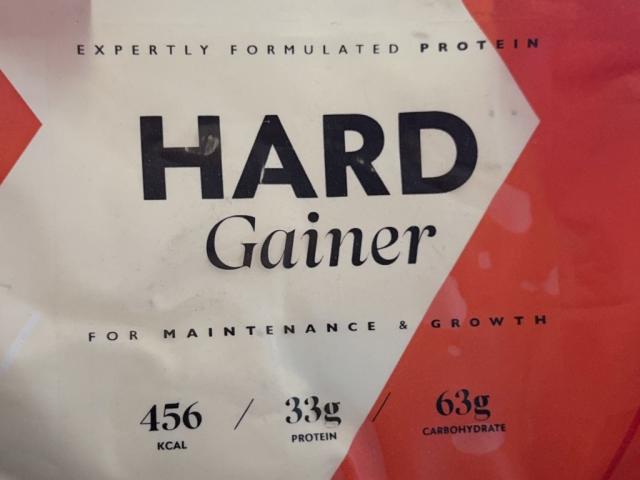 EXPERTLY FORMULATED PROTEIN
HARD
Gainer
FOR MAINTENANCE & GROWTH
456 / 33g / 63g
KCAL PROTEIN CARBOHYDRATE